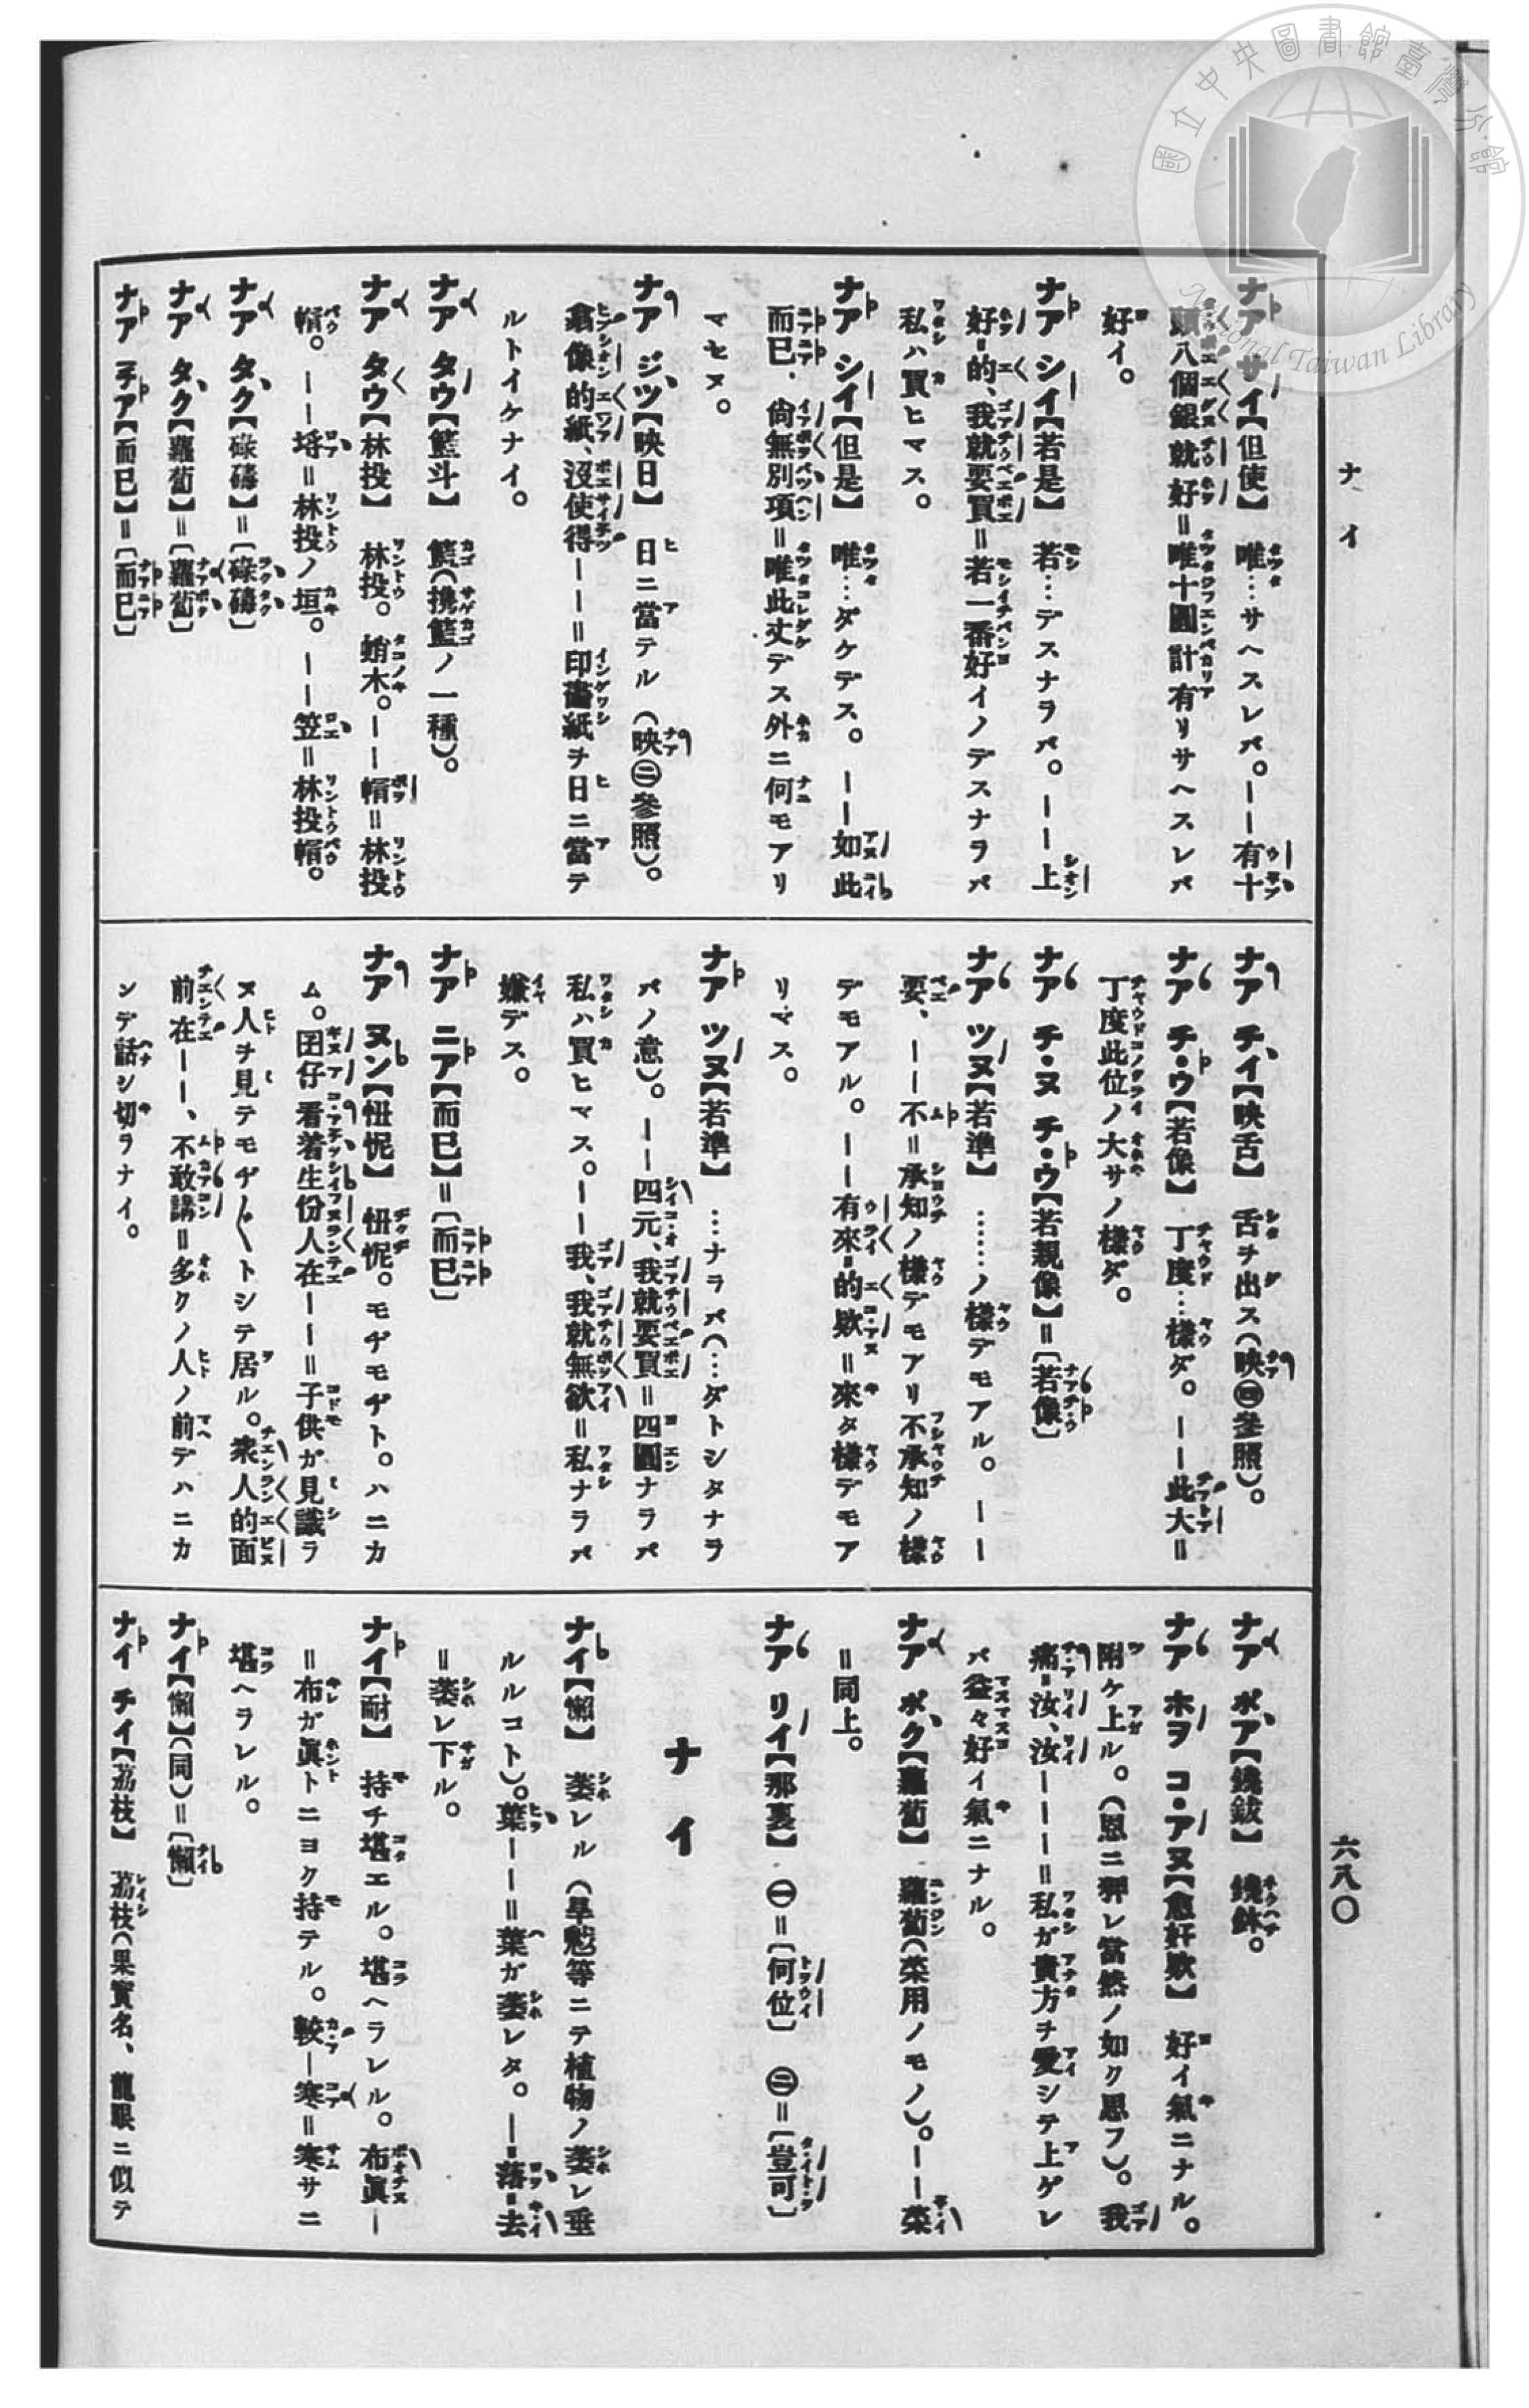 國立中央圖書館臺灣分館
National Taiwan Library
ナイ
六八〇
ナア サイ【但使】 唯…サヘスレバ。――有十
頭八個銀就好=唯十圓計有リサヘスレバ
好イ。
ナア シイ【若是】 若…デスナラバ。――上
好的、我就要買=若一番好イノデスナラバ
私ハ買ヒマス。
ナア シイ【但是】 唯…ダケデス。――如此
而已、尙無別項=唯此丈デス外ニ何モアリ
マセヌ。
ナア ジツ【映日】 日ニ當テル(映㊁參照)。
翕像的紙、沒使得――=印畫紙ヲ日ニ當テ
ルトイケナイ。
ナア タウ【籃斗】 籃(携籃ノ一種)。
ナア タウ【林投】 林投。蛸木。――帽=林投
帽。――垺=林投ノ垣。――笠=林投帽。
ナア タク【碌磚】=〔碌磚〕
ナア タク【蘿蔔】=〔蘿蔔〕
ナア ヂア【而已】=〔而已〕
ナア チイ【映舌】 舌ヲ出ス(映㊃參照)。
ナア チ・ウ【若像】 丁度…樣ダ。――此大=
丁度此位ノ大サノ樣ダ。
ナア チ・ヌ チ・ウ【若親像】=〔若像〕
ナア ツヌ【若準】 ……ノ樣デモアル。――
要、――不=承知ノ樣デモアリ不承知ノ樣
デモアル。――有來的欵=來タ樣デモア
リマス。
ナア ツヌ【若準】 …ナラバ(…ダトシタナラ
バノ意)。――四元、我就要買=四圓ナラバ
私ハ買ヒマス。――我、我就無欲=私ナラバ
嫌デス。
ナア ニア【而已】=〔而已〕
ナア ヌン【忸怩】 忸怩。モヂモヂト。ハニカ
ム。囝仔看着生份人在――=子供ガ見識ラ
ヌ人ヲ見テモヂ〱トシテ居ル。衆人的面
前在――、不敢講=多クノ人ノ前デハニカ
ンデ話シ切ラナイ。
ナア ポア【鐃鈸】 鐃鉢。
ナア ホヲ コ・アヌ【愈奸欵】 好イ氣ニナル。
附ケ上ル。(恩ニ狎レ當然ノ如ク思フ)。我
痛汝、汝―――=私ガ貴方ヲ愛シテ上ゲレ
バ益々好イ氣ニナル。
ナア ポク【蘿蔔】 蘿蔔(菜用ノモノ)。――菜
=同上。
ナア リイ【那裏】 ㊀=〔何位〕 ㊁=〔豈可〕
ナイ
ナイ【懶】 萎レル(旱魃等ニテ植物ノ萎レ垂
ルルコト)。葉――=葉ガ萎レタ。―落去
=萎レ下ル。
ナイ【耐】 持チ堪エル。堪ヘラレル。布眞―
=布ガ眞トニヨク持テル。較―寒=寒サニ
堪ヘラレル。
ナイ【懶】(同)=〔懶〕
ナイ チイ【荔枝】 荔枝(果實名、龍眼ニ似テ